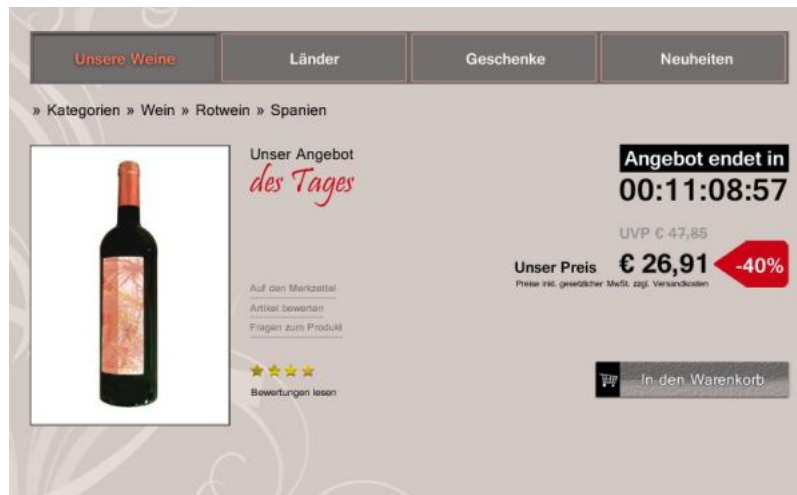 Unsere Weine
Länder
Geschenke
Neuheiten
» Kategorien » Wein » Rotwein » Spanien
Unser Angebot
des Tages
Angebot endet in
00:11:08:57
UVP € 47,85
Unser Preis € 26,91 -40%
Preise inkl. gesetzlicher MwSt. zzgl. Versandkosten
Auf den Merkzettel
Artikel bewerten
Fragen zum Produkt
Bewertungen lesen
In den Warenkorb